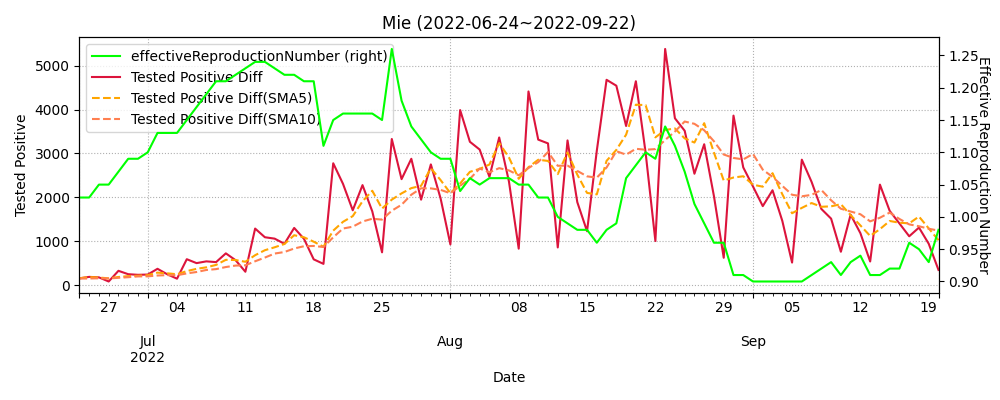 Mie (2022-06-24~2022-09-22)
effectiveReproductionNumber (right)
Tested Positive Diff
Tested Positive Diff(SMA5)
Tested Positive Diff(SMA10)
Tested Positive
5000
4000
3000
2000
1000
0
1.25
1.20
1.15
1.10
1.05
1.00
0.95
0.90
Effective Reproduction Number
27 04 11 18 25 08 15 22 29 05 12 19
Jul Aug Sep
2022
Date